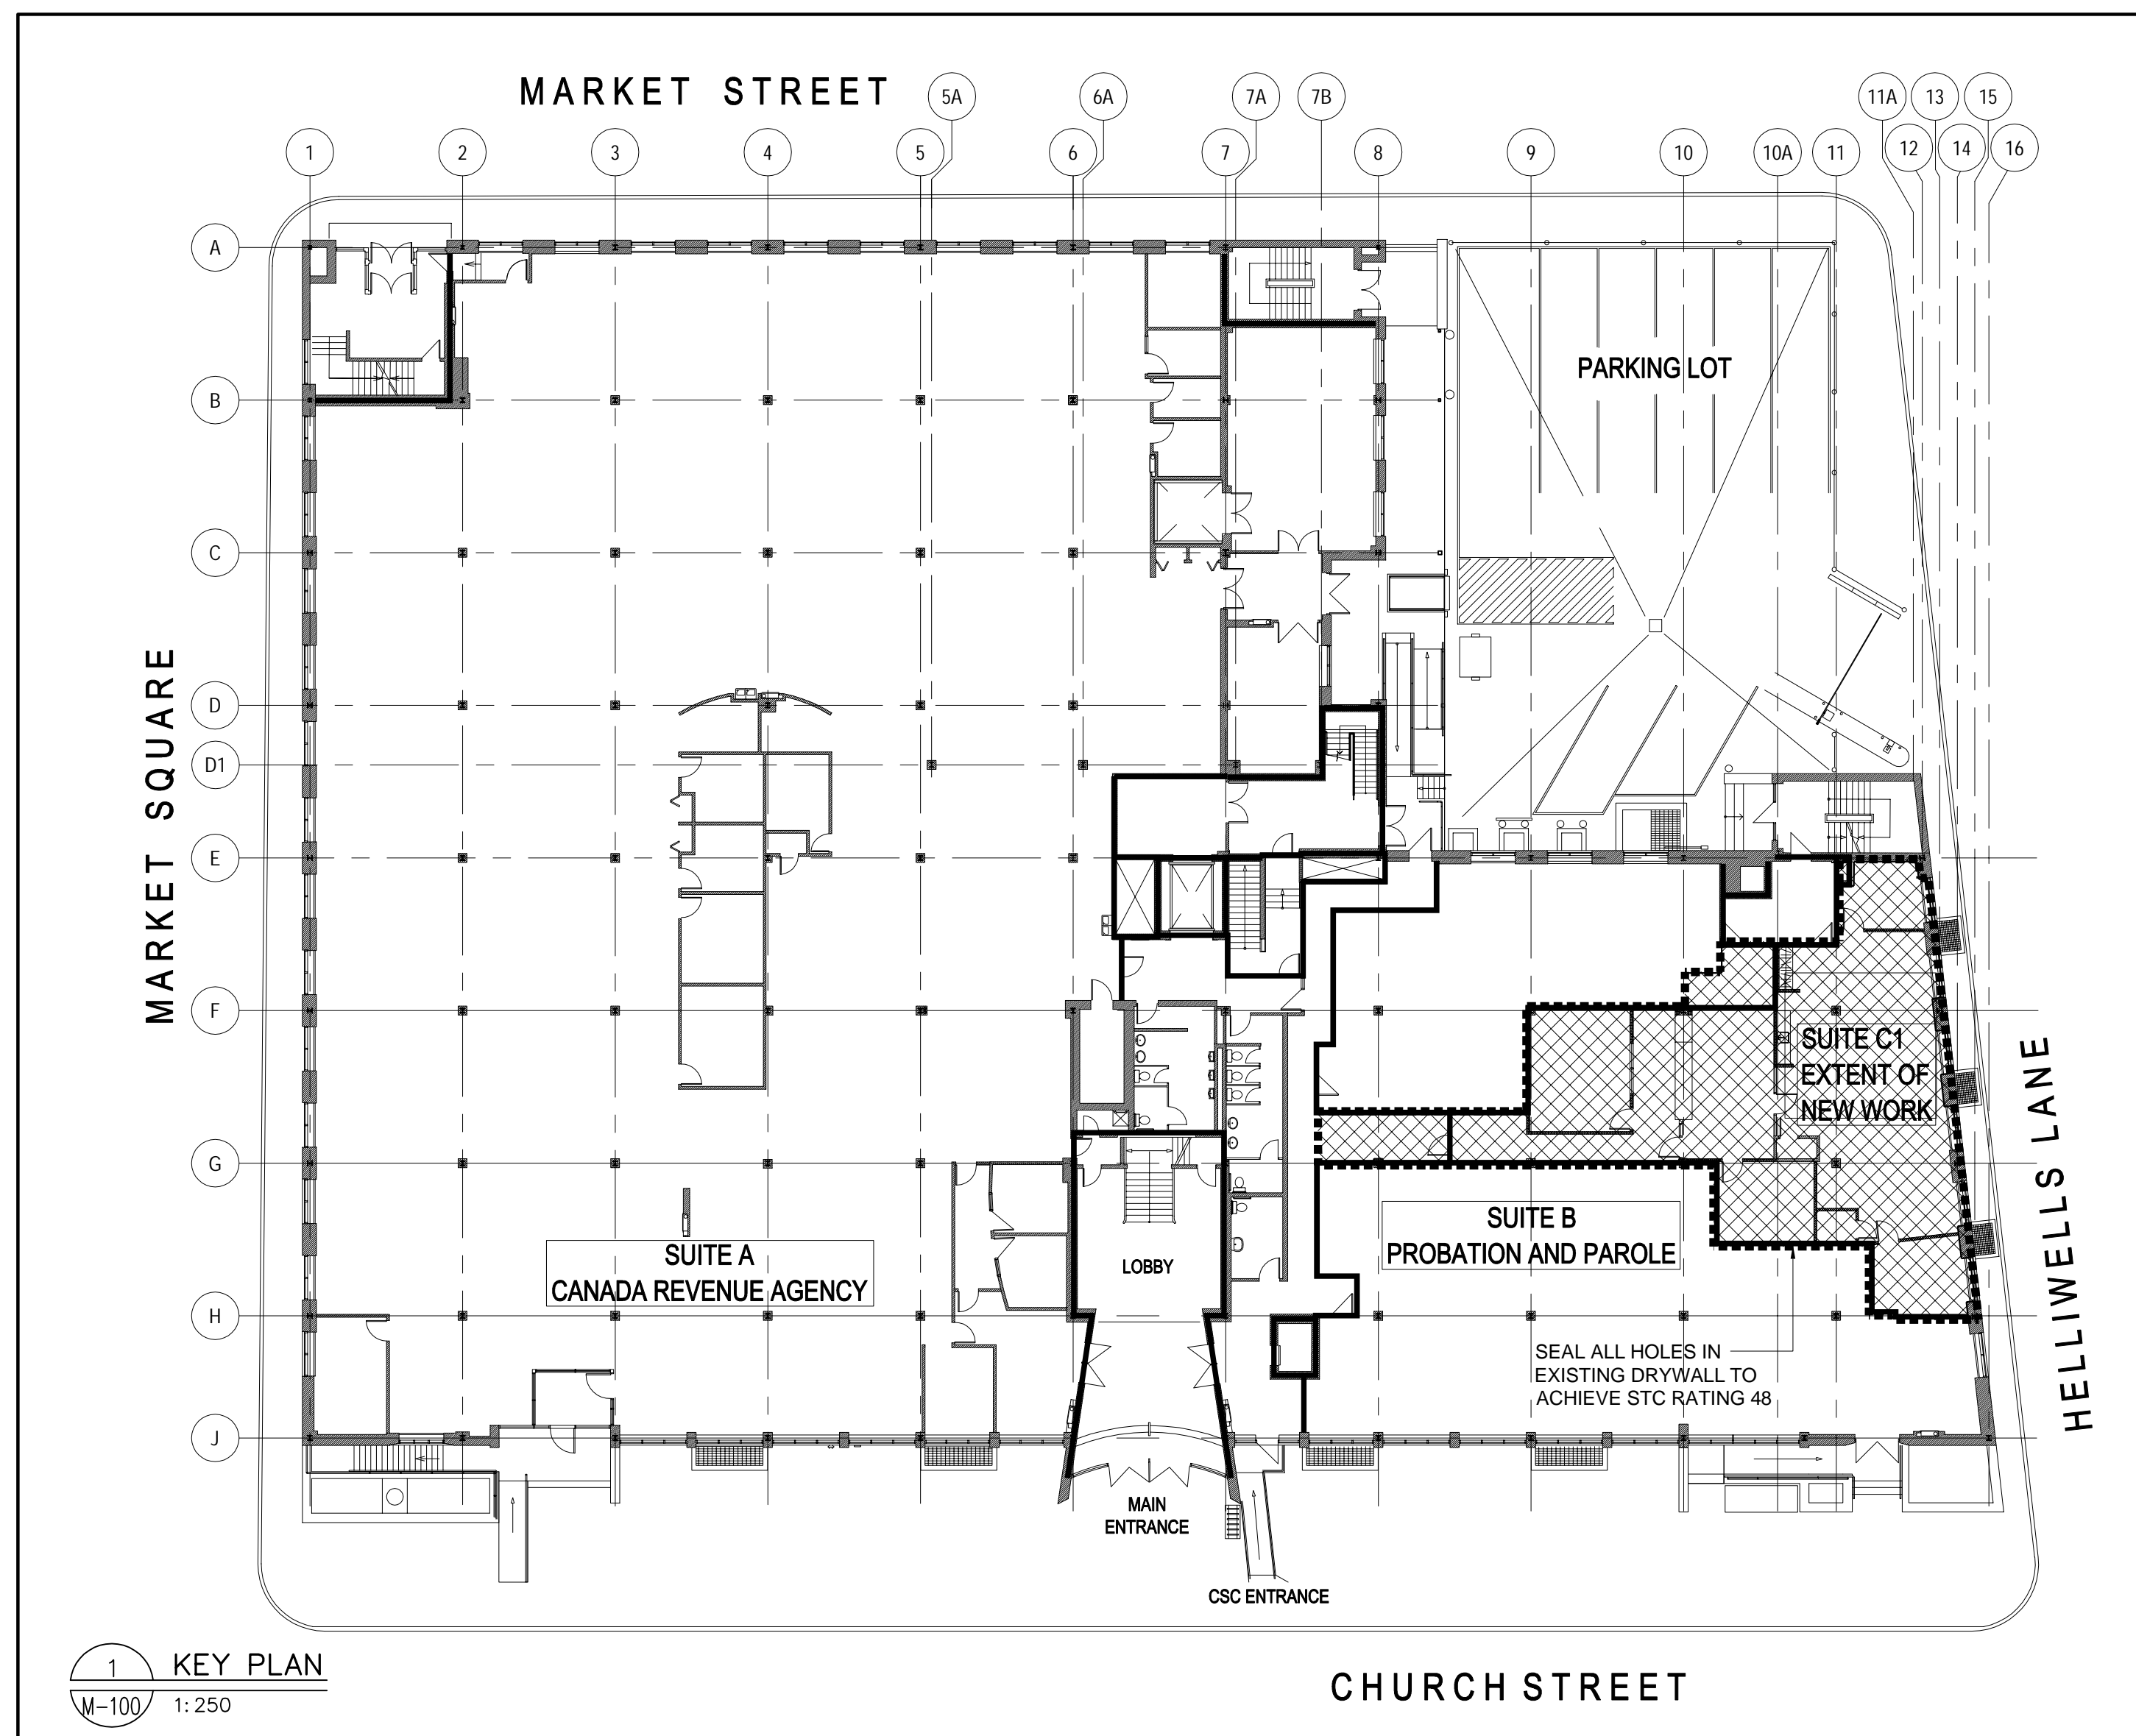 MARKET STREET
5A
6A
7A
7B
11A
13
15
1
2
3
4
5
6
7
8
9
10
10A
11
12
14
16
A
B
PARKING LOT
C
MARKET SQUARE
D
D1
E
F
SUITE C1
EXTENT OF
NEW WORK
HELLIWELLS LANE
G
SUITE B
PROBATION AND PAROLE
SUITE A
CANADA REVENUE AGENCY
LOBBY
H
SEAL ALL HOLES IN
EXISTING DRYWALL TO
ACHIEVE STC RATING 48
J
MAIN
ENTRANCE
CSC ENTRANCE
1
KEY PLAN
M-100
1:250
CHURCH STREET